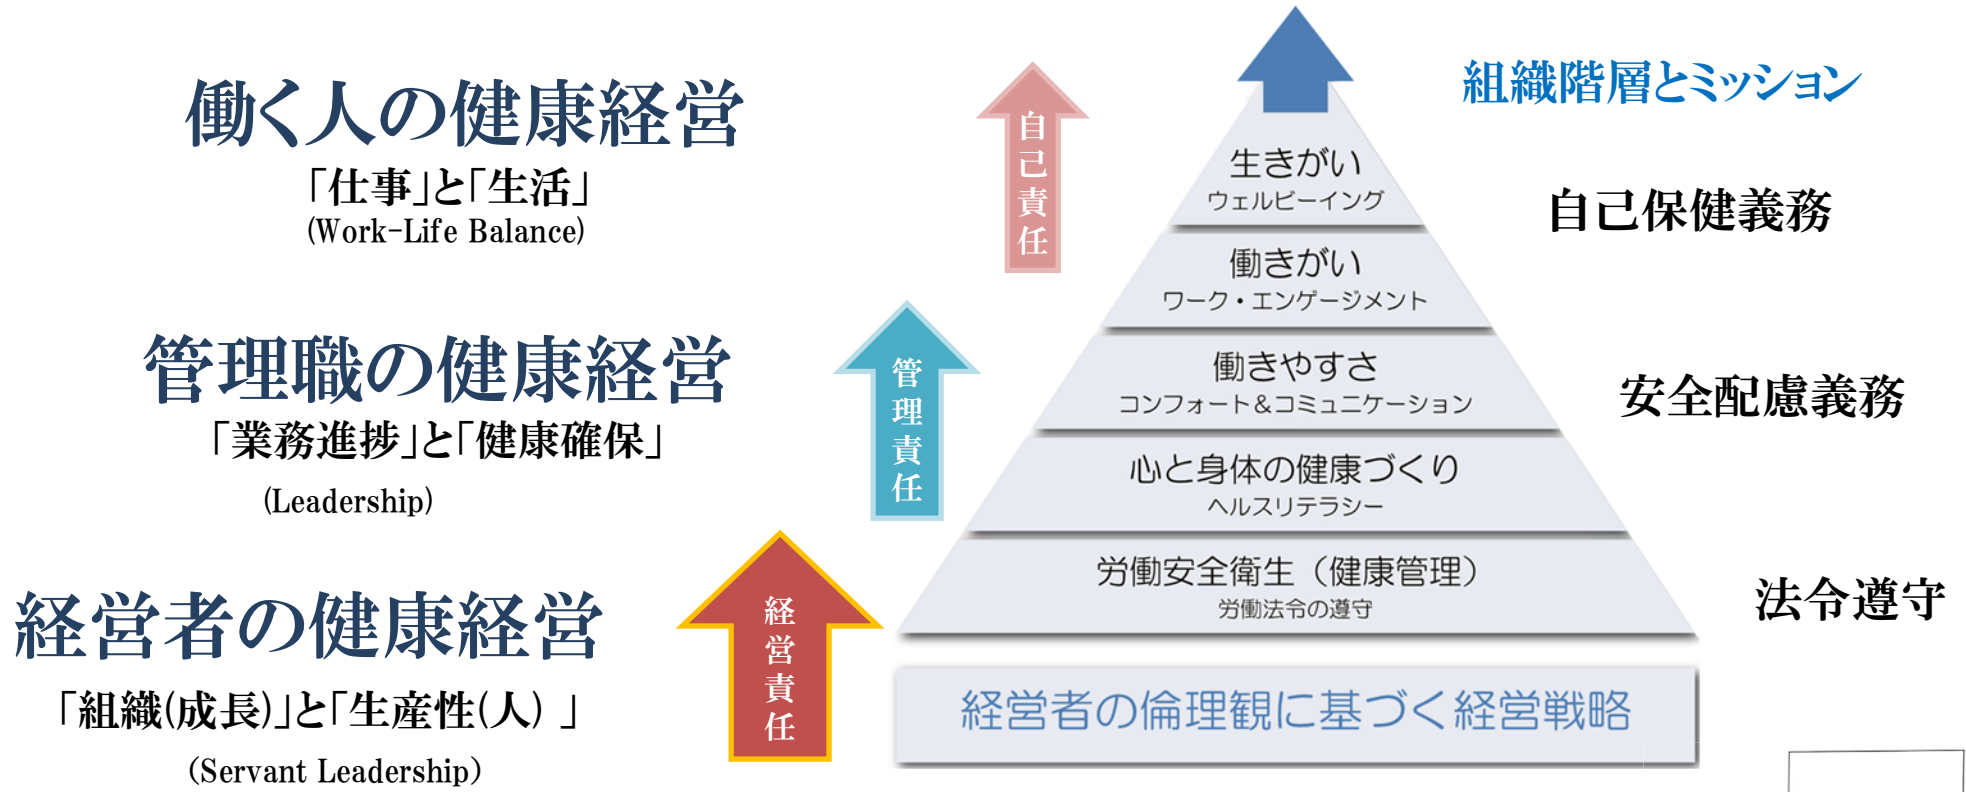 働く人の健康経営
「仕事」と「生活」
(Work-Life Balance)
管理職の健康経営
「業務進捗」と「健康確保」
(Leadership)
経営者の健康経営
「組織(成長)」と「生産性(人) 」
(Servant Leadership)
自己責任
管理責任
経営責任
生きがい
ウェルビーイング
働きがい
ワーク・エンゲージメント
働きやすさ
コンフォート&コミュニケーション
心と身体の健康づくり
ヘルスリテラシー
労働安全衛生（健康管理）
労働法令の遵守
経営者の倫理観に基づく経営戦略
組織階層とミッション
自己保健義務
安全配慮義務
法令遵守